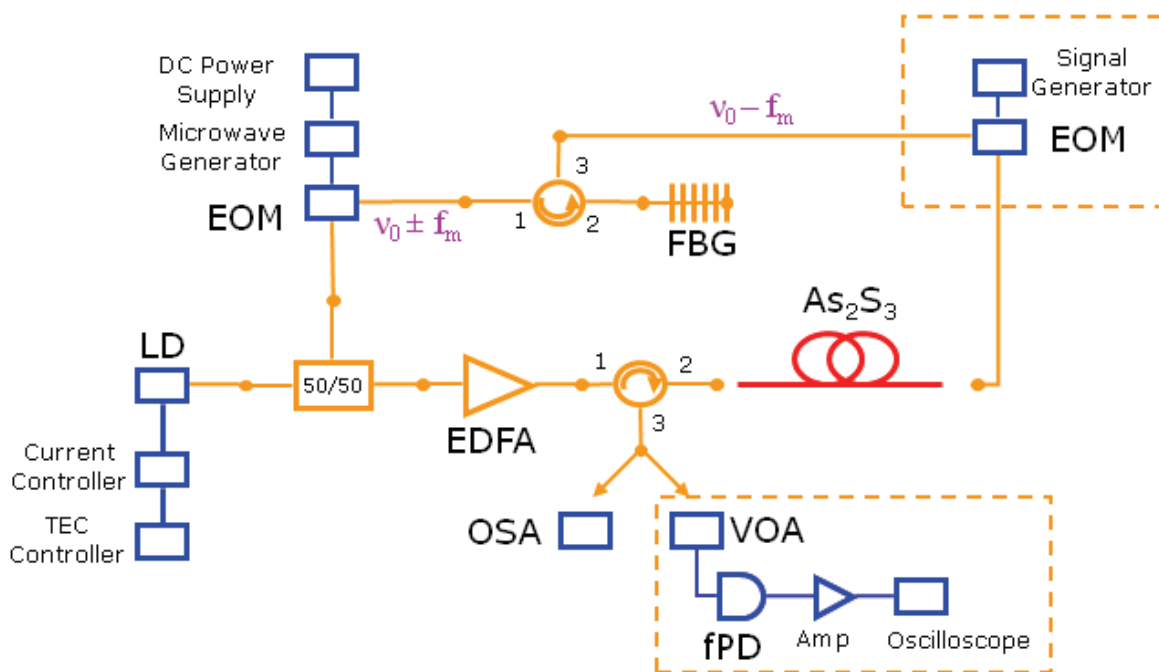 DC Power
Supply
Microwave
Generator
EOM
ν₀ ± fₘ
1
2
3
FBG
ν₀ − fₘ
Signal
Generator
EOM
As₂S₃
LD
50/50
EDFA
1
2
3
Current
Controller
TEC
Controller
OSA
VOA
fPD
Amp
Oscilloscope